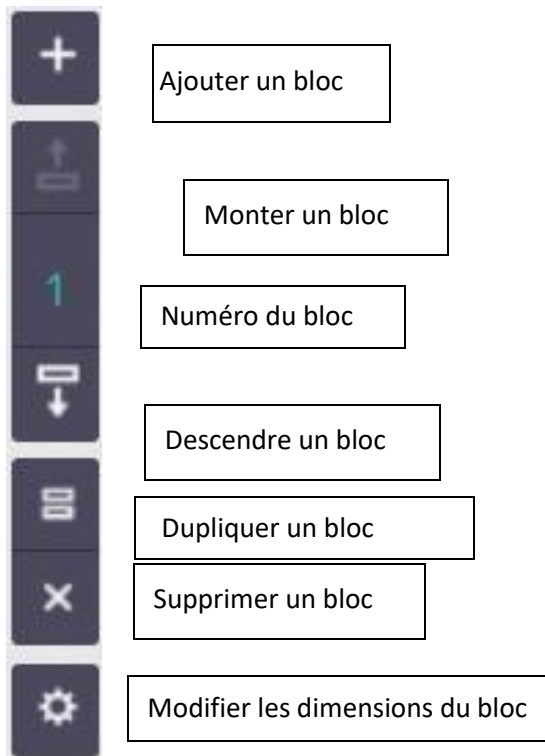 Ajouter un bloc
Monter un bloc
1
Numéro du bloc
Descendre un bloc
Dupliquer un bloc
Supprimer un bloc
Modifier les dimensions du bloc